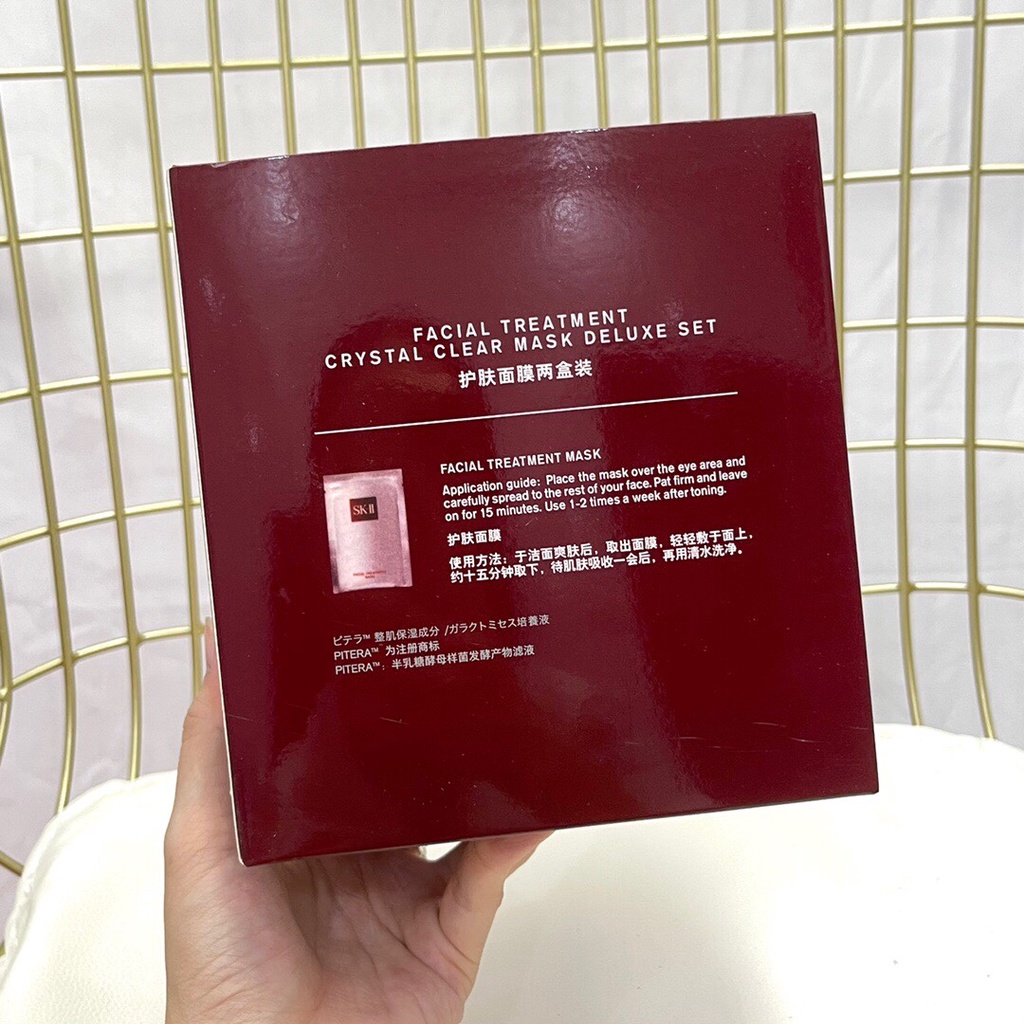 FACIAL TREATMENT
CRYSTAL CLEAR MASK DELUXE SET
护肤面膜两盒装
FACIAL TREATMENT MASK
Application guide: Place the mask over the eye area and
carefully spread to the rest of your face. Pat firm and leave
on for 15 minutes. Use 1-2 times a week after toning.
护肤面膜
使用方法：于洁面爽肤后，取出面膜，轻轻敷于面上，
约十五分钟取下，待肌肤吸收一会后，再用清水洗净。
SK-II
FACIAL TREATMENT
MASK
ピテラ™ 整肌保湿成分 /ガラクトミセス培養液
PITERA™ 为注册商标
PITERA™：半乳糖酵母样菌发酵产物滤液